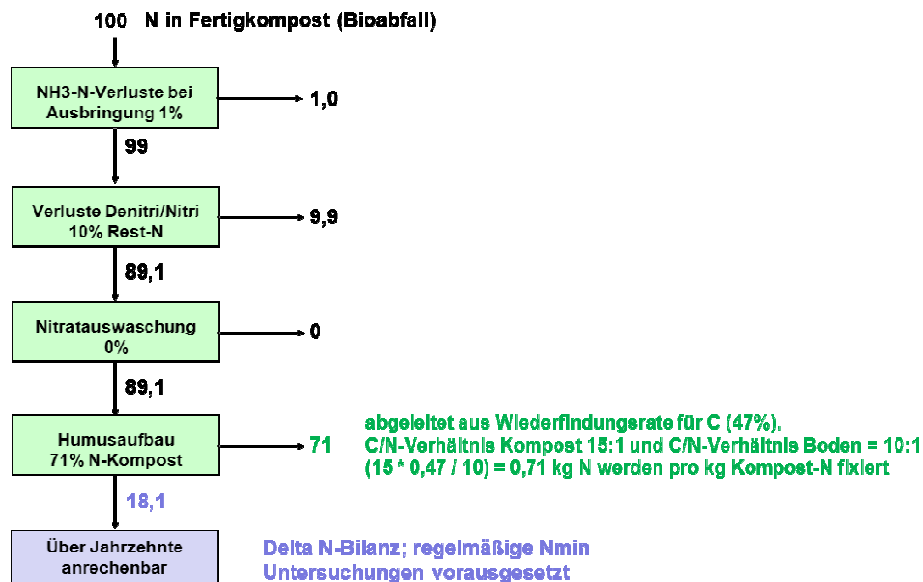 100 N in Fertigkompost (Bioabfall)
NH3-N-Verluste bei
Ausbringung 1%
1,0
99
Verluste Denitri/Nitri
10% Rest-N
9,9
89,1
Nitratauswaschung
0%
0
89,1
Humusaufbau
71% N-Kompost
71
abgeleitet aus Wiederfindungsrate für C (47%),
C/N-Verhältnis Kompost 15:1 und C/N-Verhältnis Boden = 10:1
(15 * 0,47 / 10) = 0,71 kg N werden pro kg Kompost-N fixiert
18,1
Über Jahrzehnte
anrechenbar
Delta N-Bilanz; regelmäßige Nmin
Untersuchungen vorausgesetzt